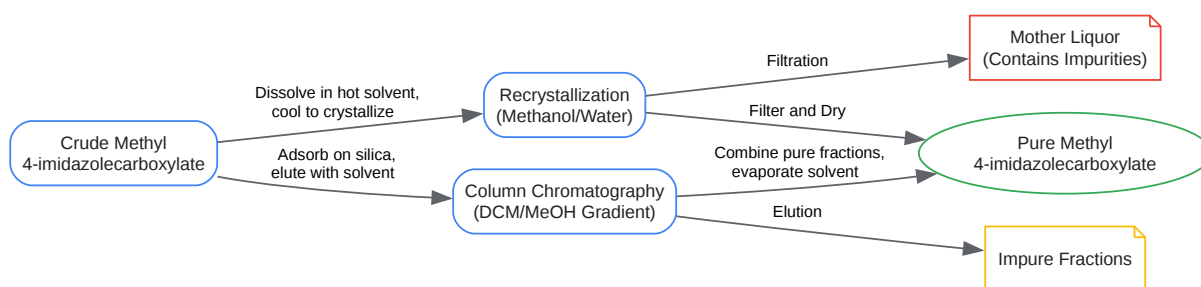 Crude Methyl
4-imidazolecarboxylate
Dissolve in hot solvent,
cool to crystallize
Adsorb on silica,
elute with solvent
Recrystallization
(Methanol/Water)
Column Chromatography
(DCM/MeOH Gradient)
Filtration
Filter and Dry
Combine pure fractions,
evaporate solvent
Elution
Mother Liquor
(Contains Impurities)
Pure Methyl
4-imidazolecarboxylate
Impure Fractions